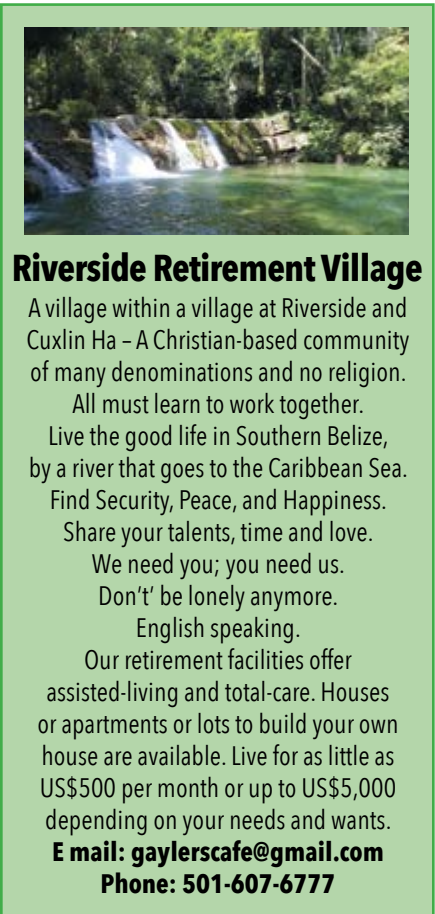 Riverside Retirement Village
A village within a village at Riverside and
Cuxlin Ha – A Christian-based community
of many denominations and no religion.
All must learn to work together.
Live the good life in Southern Belize,
by a river that goes to the Caribbean Sea.
Find Security, Peace, and Happiness.
Share your talents, time and love.
We need you; you need us.
Don't' be lonely anymore.
English speaking.
Our retirement facilities offer
assisted-living and total-care. Houses
or apartments or lots to build your own
house are available. Live for as little as
US$500 per month or up to US$5,000
depending on your needs and wants.
E mail: gaylerscafe@gmail.com
Phone: 501-607-6777